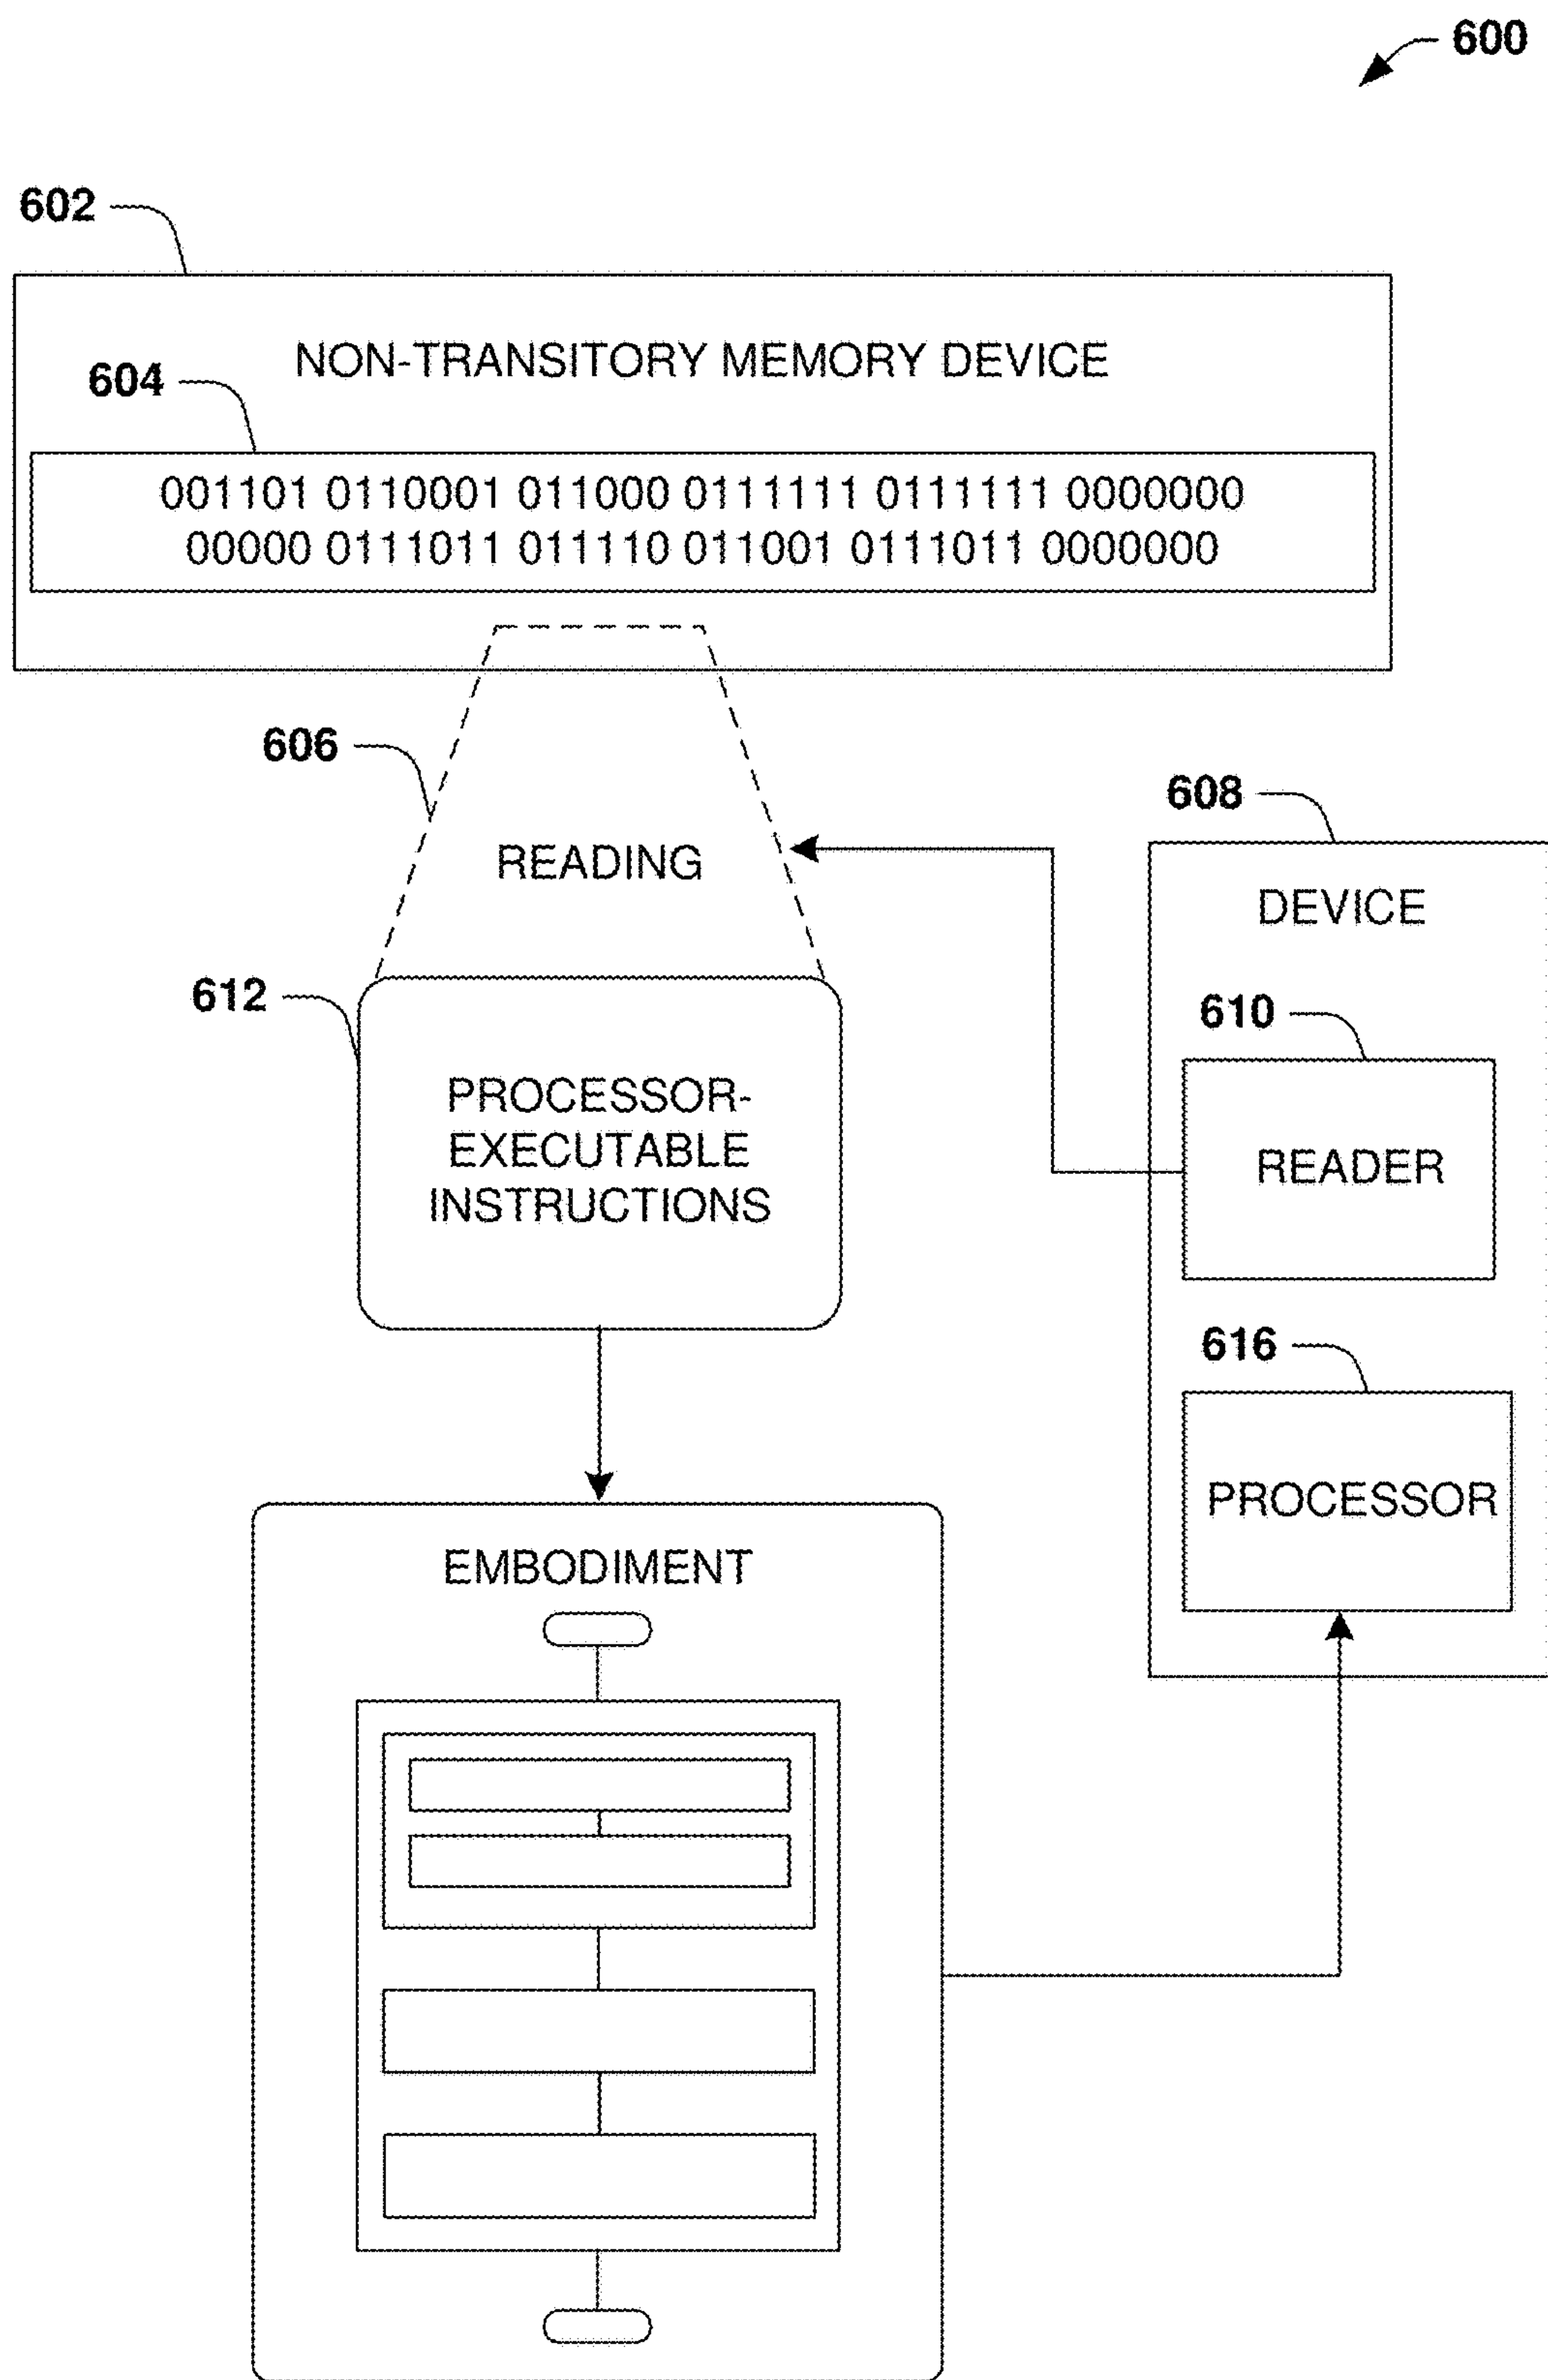 600
602
NON-TRANSITORY MEMORY DEVICE
604
001101 0110001 011000 0111111 0111111 0000000
00000 0111011 011110 011001 0111011 0000000
606
READING
608
DEVICE
612
PROCESSOR-
EXECUTABLE
INSTRUCTIONS
610
READER
616
PROCESSOR
EMBODIMENT